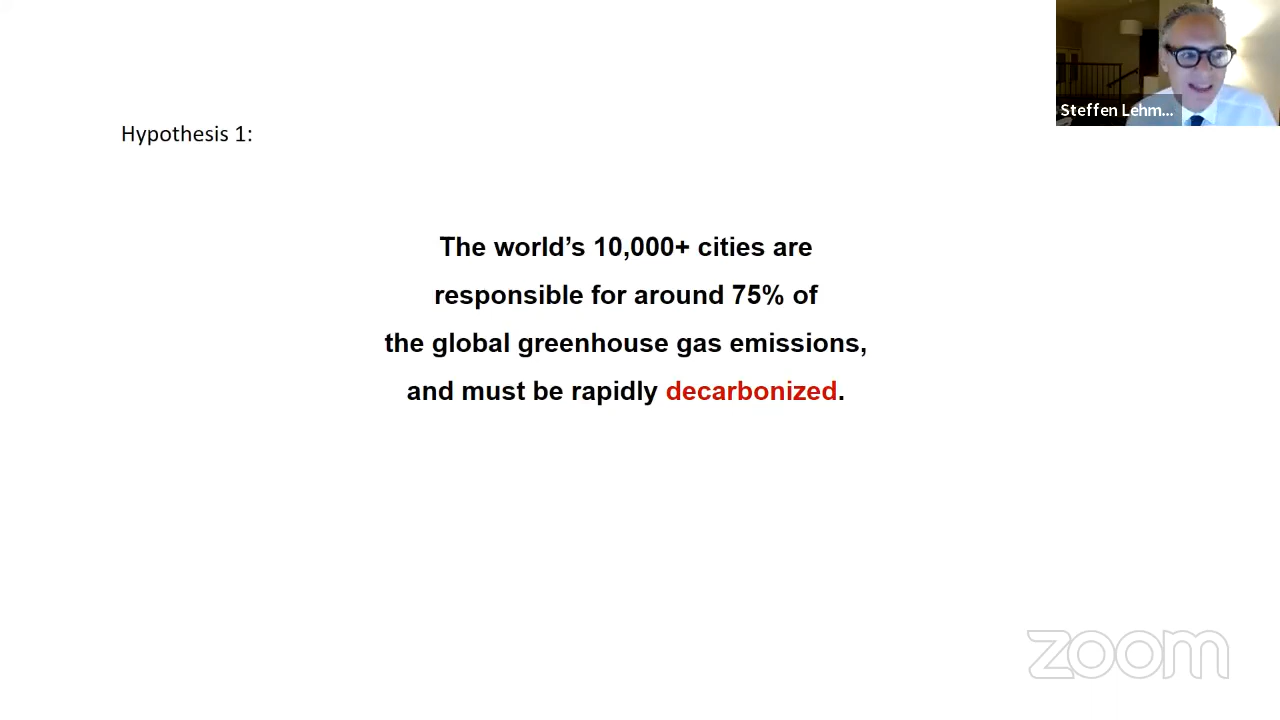 Steffen Lehm...
Hypothesis 1:
The world’s 10,000+ cities are
responsible for around 75% of
the global greenhouse gas emissions,
and must be rapidly decarbonized.
zoom